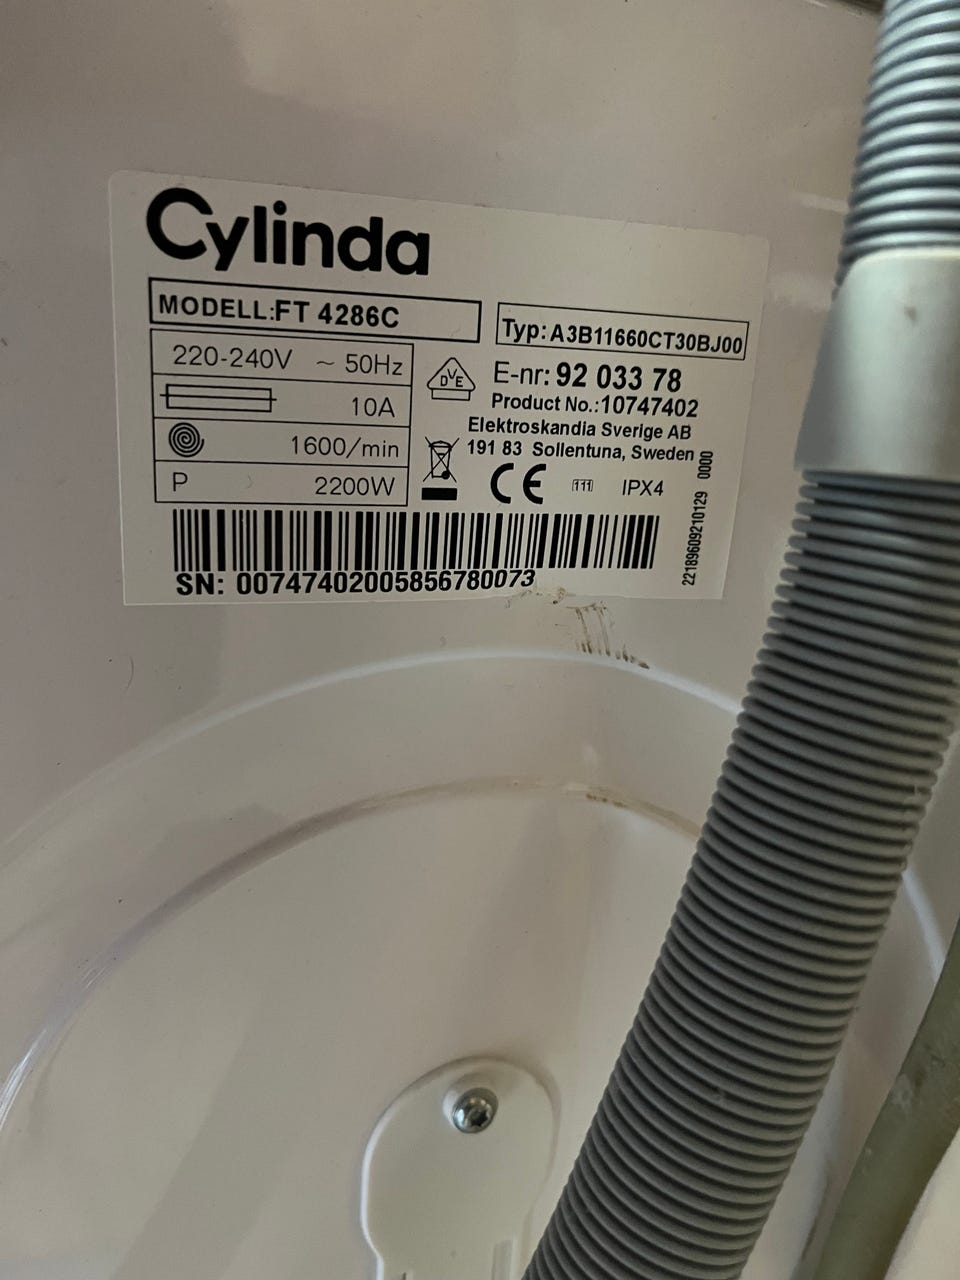 Cylinda
MODELL:FT 4286C
Typ:A3B11660CT30BJ00
220-240V ~ 50Hz
10A
1600/min
P 2200W
DVE
E-nr:92 033 78
Product No.:10747402
Elektroskandia Sverige AB
191 83 Sollentuna, Sweden
CE IPX4
22189609210129 0000
SN: 00747402005856780073